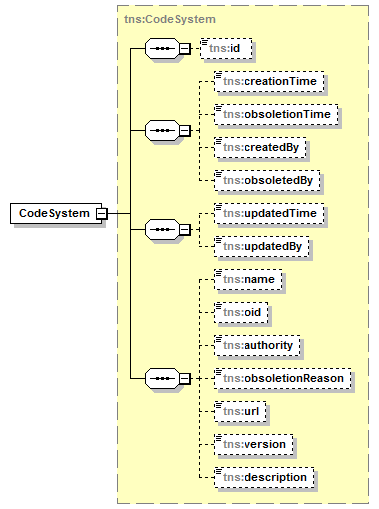 tns:CodeSystem
tns:id
tns:creationTime
tns:obsoletionTime
tns:createdBy
tns:obsoletedBy
CodeSystem
tns:updatedTime
tns:updatedBy
tns:name
tns:oid
tns:authority
tns:obsoletionReason
tns:url
tns:version
tns:description